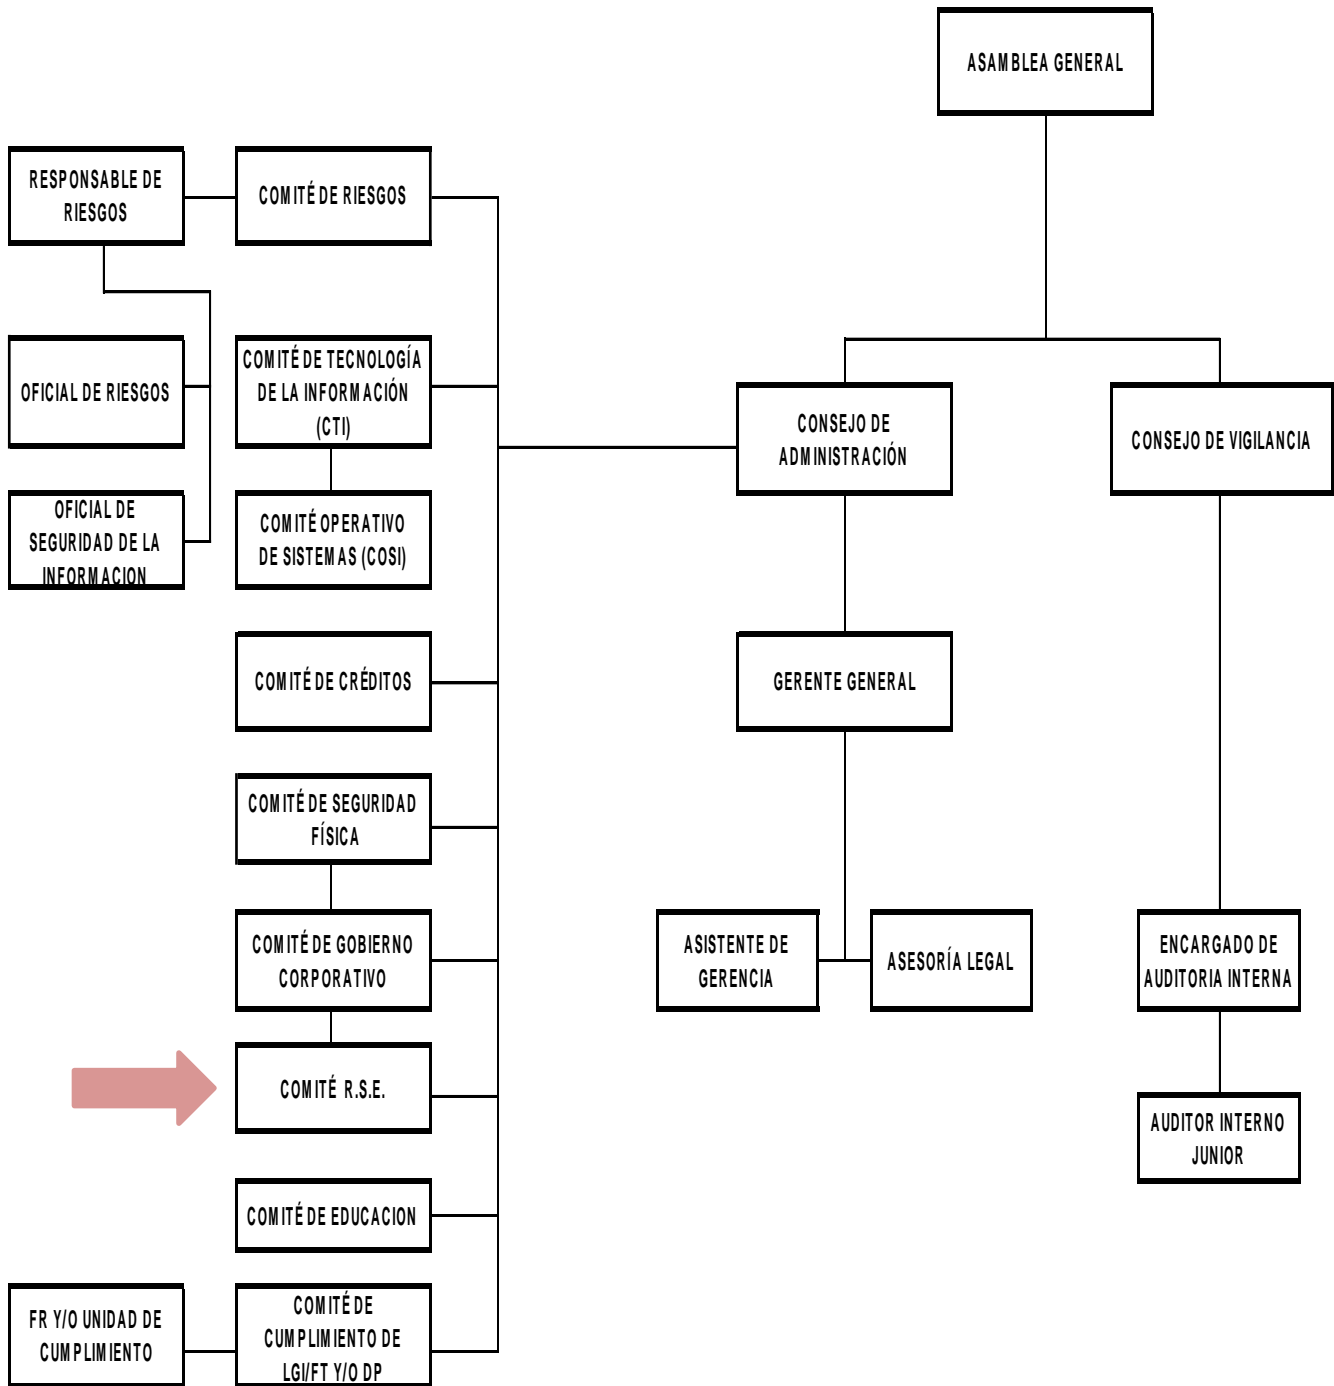 ASAMBLEA GENERAL
RESPONSABLE DE
RIESGOS
COMITÉ DE RIESGOS
OFICIAL DE RIESGOS
COMITÉ DE TECNOLOGÍA
DE LA INFORMACIÓN
(CTI)
CONSEJO DE
ADMINISTRACIÓN
CONSEJO DE VIGILANCIA
OFICIAL DE
SEGURIDAD DE LA
INFORMACION
COMITÉ OPERATIVO
DE SISTEMAS (COSI)
COMITÉ DE CRÉDITOS
GERENTE GENERAL
COMITÉ DE SEGURIDAD
FÍSICA
COMITÉ DE GOBIERNO
CORPORATIVO
ASISTENTE DE
GERENCIA
ASESORÍA LEGAL
ENCARGADO DE
AUDITORIA INTERNA
COMITÉ R.S.E.
AUDITOR INTERNO
JUNIOR
COMITÉ DE EDUCACION
FR Y/O UNIDAD DE
CUMPLIMIENTO
COMITÉ DE
CUMPLIMIENTO DE
LGI/FT Y/O DP